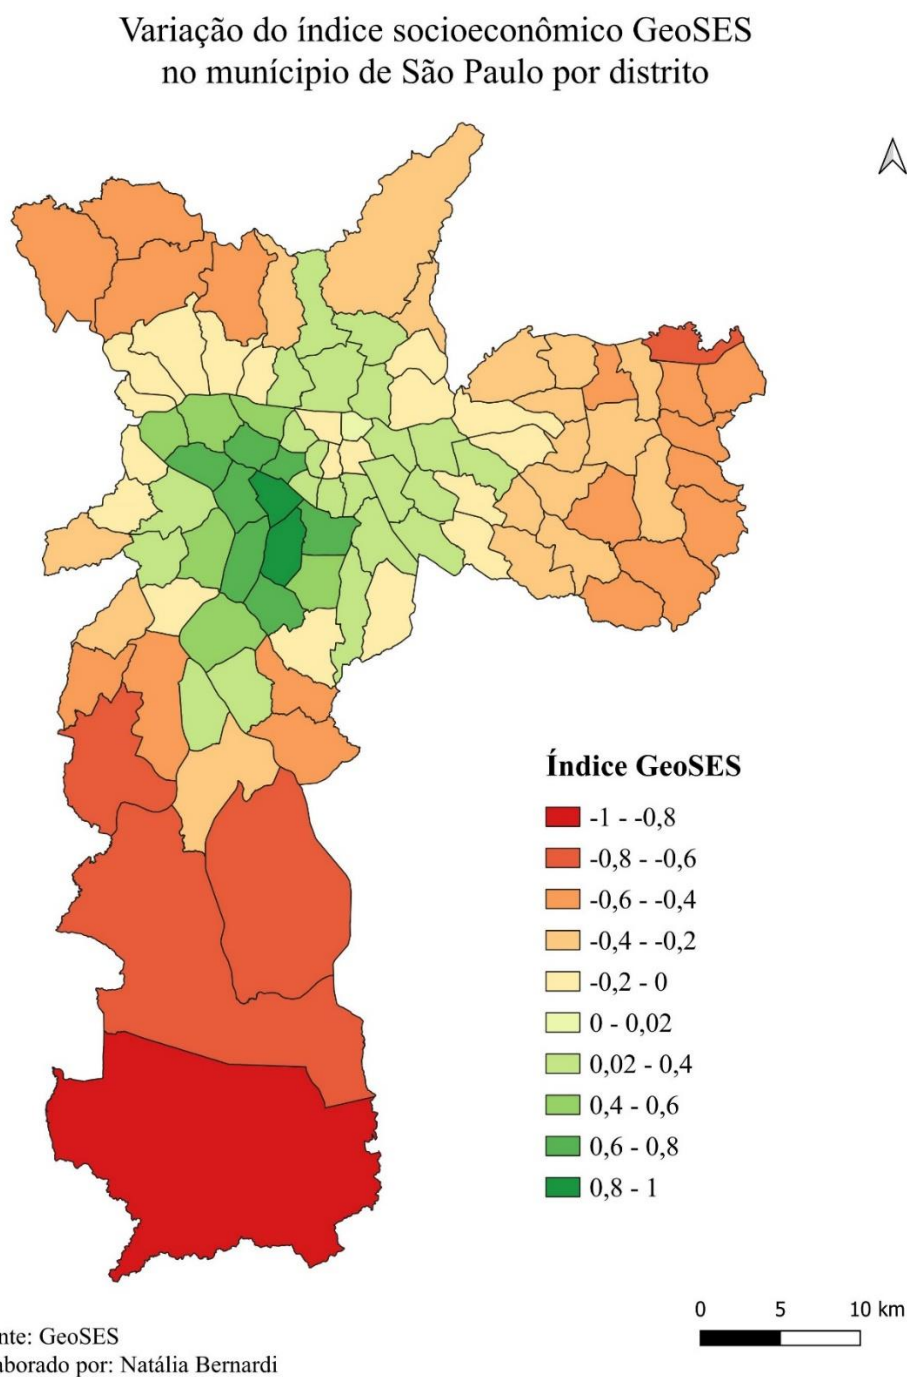 Variação do índice socioeconômico GeoSES
no munícipio de São Paulo por distrito
Índice GeoSES
-1 - -0,8
-0,8 - -0,6
-0,6 - -0,4
-0,4 - -0,2
-0,2 - 0
0 - 0,02
0,02 - 0,4
0,4 - 0,6
0,6 - 0,8
0,8 - 1
0 5 10 km
nte: GeoSES
aborado por: Natália Bernardi